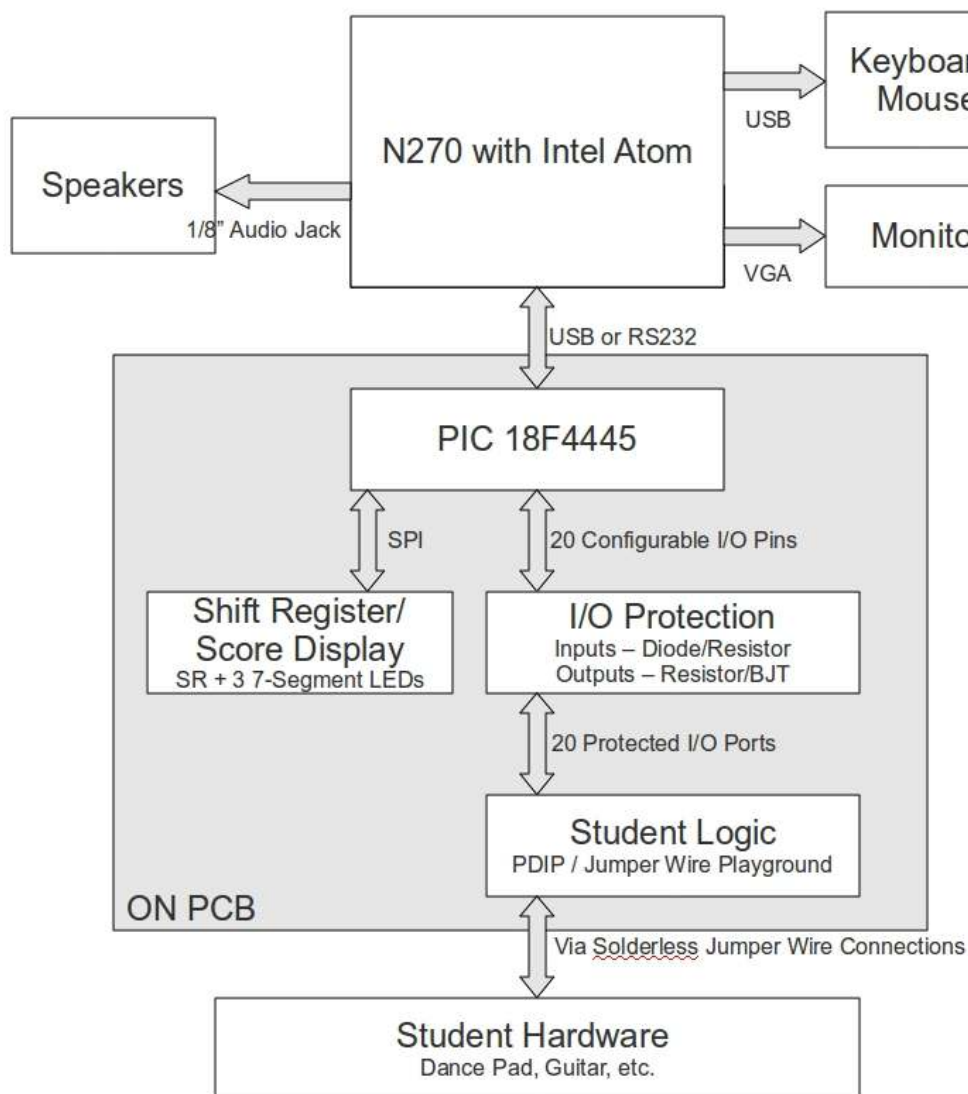 N270 with Intel Atom
Keyboar
Mouse
USB
Speakers
1/8" Audio Jack
Monito
VGA
USB or RS232
PIC 18F4445
SPI
20 Configurable I/O Pins
Shift Register/
Score Display
SR + 3 7-Segment LEDs
I/O Protection
Inputs – Diode/Resistor
Outputs – Resistor/BJT
20 Protected I/O Ports
Student Logic
PDIP / Jumper Wire Playground
ON PCB
Via Solderless Jumper Wire Connections
Student Hardware
Dance Pad, Guitar, etc.